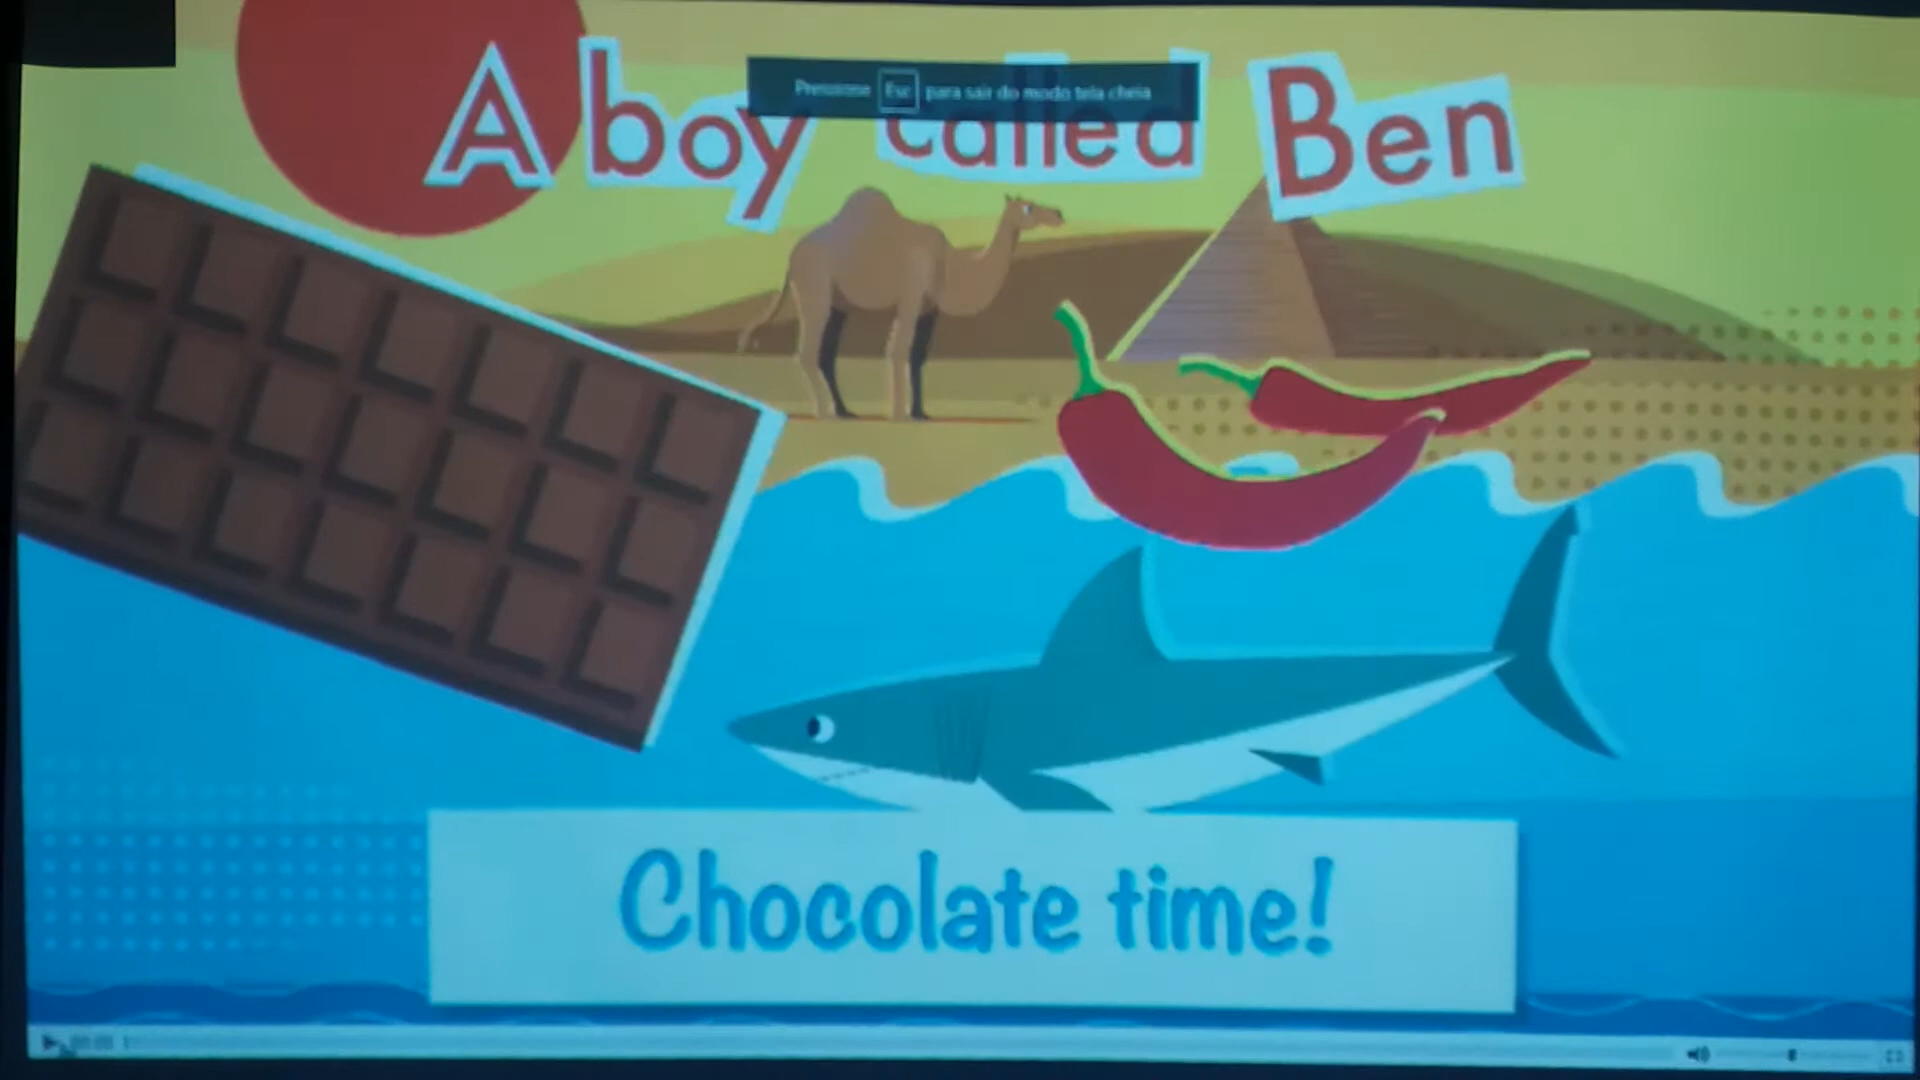 A boy called Ben
Pressione Esc para sair do modo tela cheia
Chocolate time!